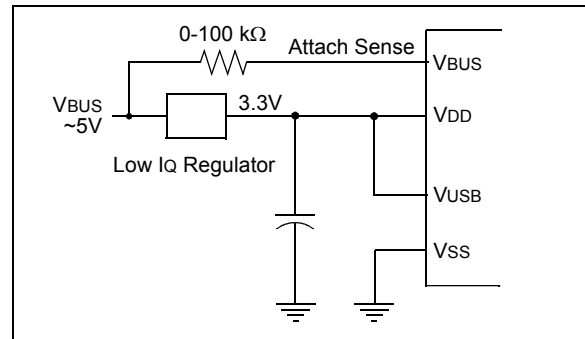 0-100 kΩ
Attach Sense
VBUS
VBUS
~5V
3.3V
VDD
Low IQ Regulator
VUSB
VSS